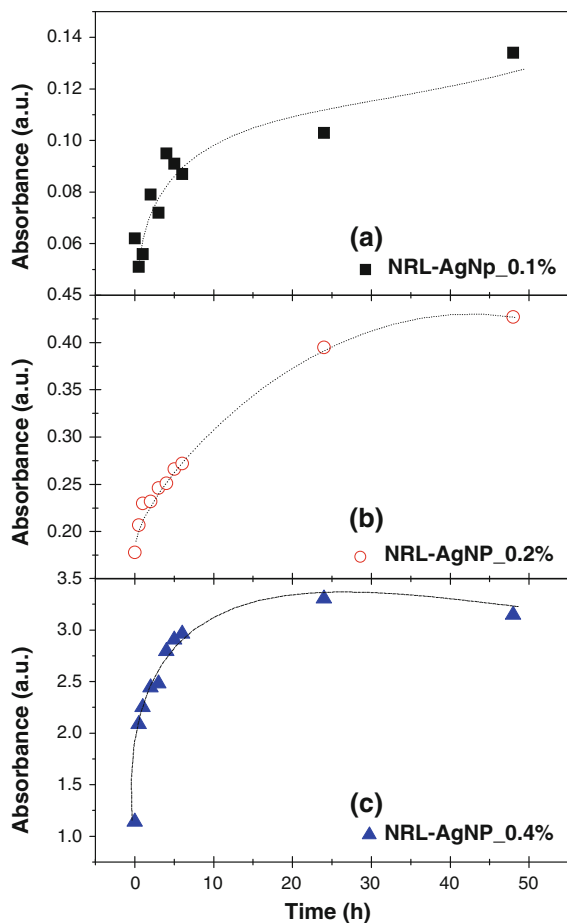 0.14
0.12
0.10
0.08
0.06
Absorbance (a.u.)
(a)
NRL-AgNp_0.1%
0.45
0.40
0.35
0.30
0.25
0.20
Absorbance (a.u.)
(b)
NRL-AgNP_0.2%
3.5
3.0
2.5
2.0
1.5
1.0
Absorbance (a.u.)
(c)
NRL-AgNP_0.4%
0 10 20 30 40 50
Time (h)